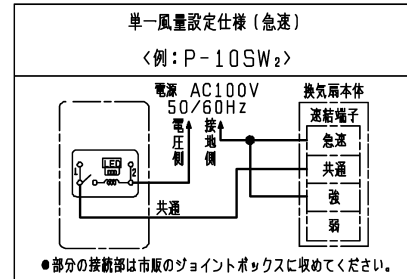 単一風量設定仕様(急速)
<例:P-10SW₂>
電源 AC100V
50/60Hz
電圧側
接地側
換気扇本体
速結端子
急速
共通
強
弱
LED
1
2
共通
●部分の接続部は市販のジョイントボックスに収めてください。